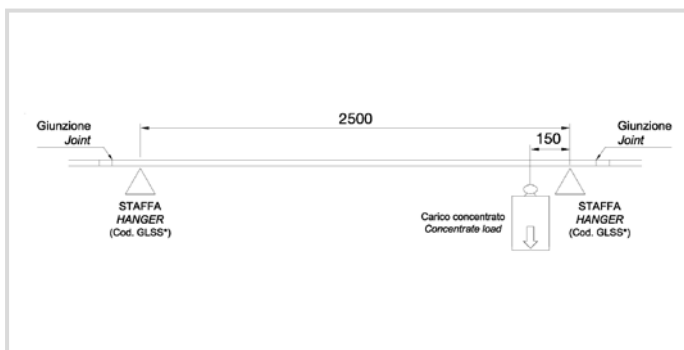 2500
150
Giunzione
Joint
Giunzione
Joint
STAFFA
HANGER
(Cod. GLSS*)
Carico concentrato
Concentrate load
STAFFA
HANGER
(Cod. GLSS*)